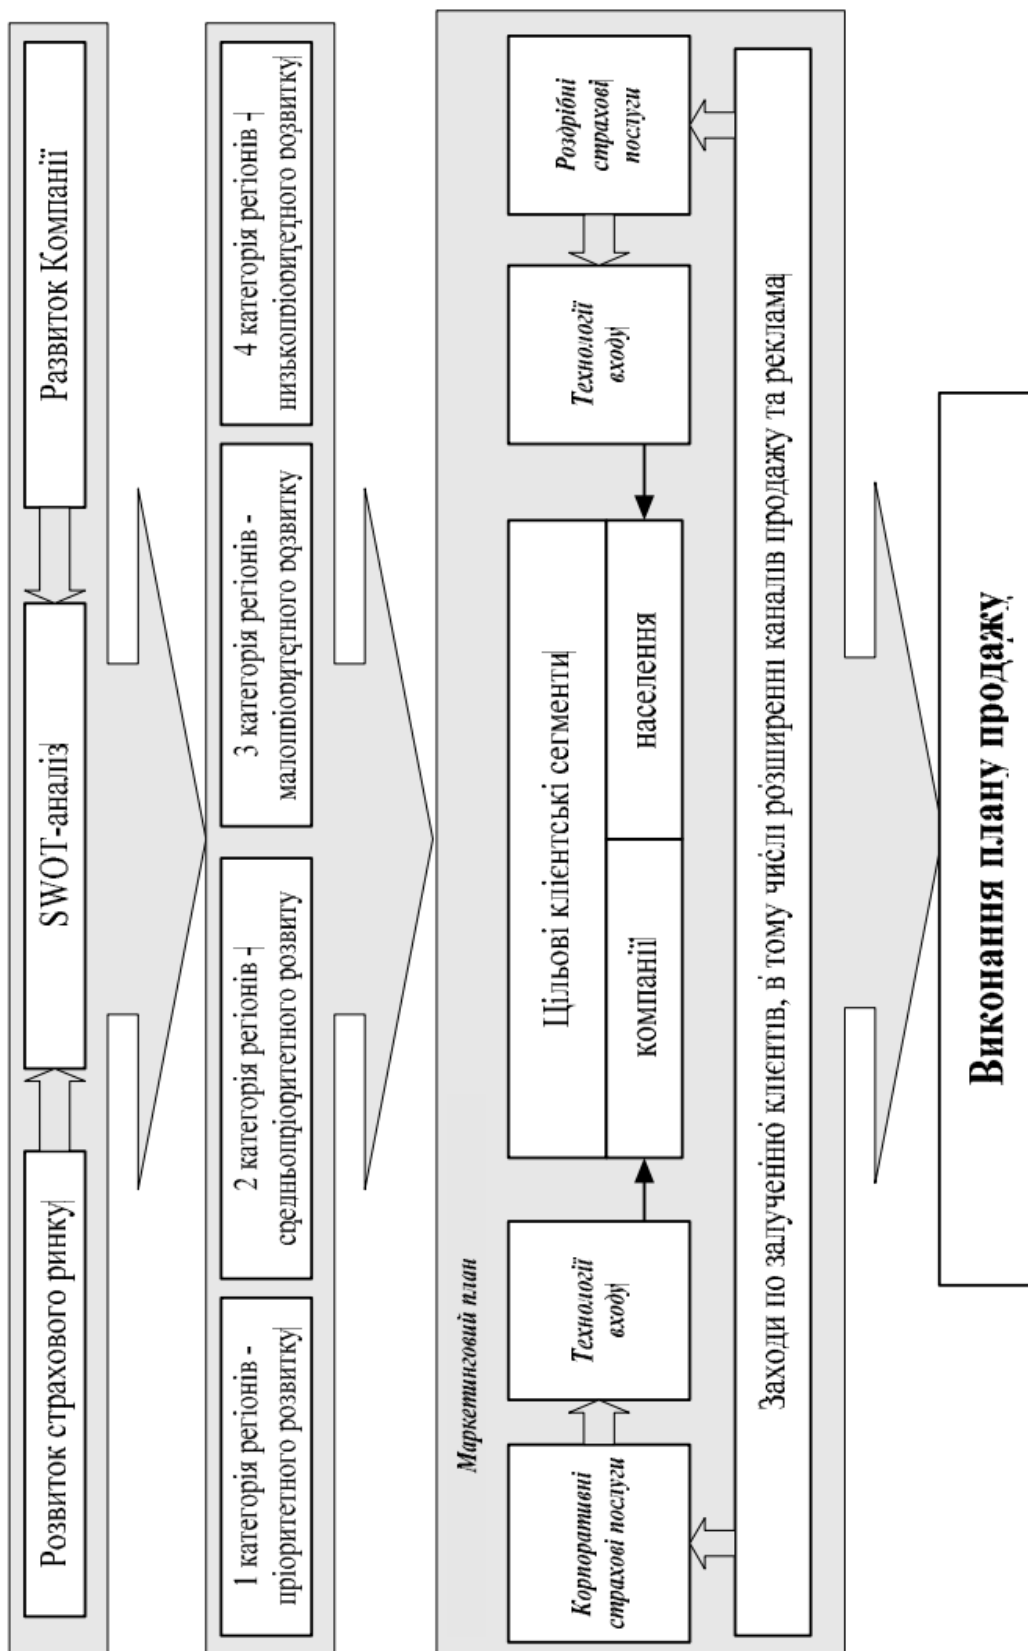 Розвиток страхового ринку
SWOT-аналіз
Развиток Компанії
1 категорія регіонів -
пріоритетного розвитку
2 категорія регіонів -
средньопріоритетного розвиту
3 категорія регіонів -
малопріоритетного розвитку
4 категорія регіонів -
низькопріоритетного розвитку
Маркетинговий план
Корпоративні
страхові послуги
Технології
входу
Цільові клієнтські сегменти
компанії
населення
Технології
входу
Роздрібні
страхові
послуги
Заходи по залученню клієнтів, в тому числі розширенні каналів продажу та реклама
Виконання плану продажу